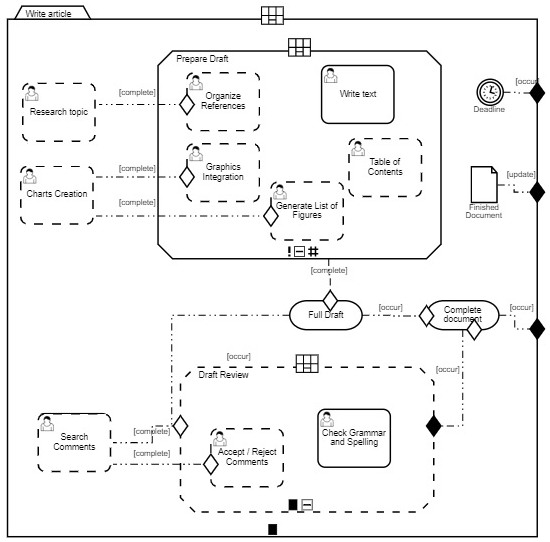 Write article
Prepare Draft
[complete]
Research topic
Organize
References
Write text
[occur]
Deadline
[complete]
Charts Creation
Graphics
Integration
Table of
Contents
[update]
Finished
Document
[complete]
Generate List of
Figures
[complete]
Full Draft
[occur]
Complete
document
[occur]
[occur]
[occur]
Draft Review
Search
Comments
[complete]
[complete]
Accept / Reject
Comments
Check Grammar
and Spelling